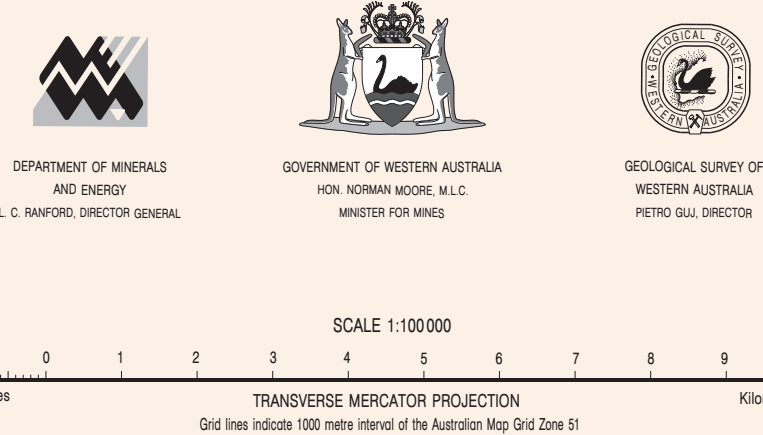 GEOLOGICAL SURVEY
WESTERN AUSTRALIA
DEPARTMENT OF MINERALS
AND ENERGY
L. C. RANFORD, DIRECTOR GENERAL
GOVERNMENT OF WESTERN AUSTRALIA
HON. NORMAN MOORE, M.L.C.
MINISTER FOR MINES
GEOLOGICAL SURVEY OF
WESTERN AUSTRALIA
PIETRO GUJ, DIRECTOR
SCALE 1:100 000
0 1 2 3 4 5 6 7 8 9
es
Kilo
TRANSVERSE MERCATOR PROJECTION
Grid lines indicate 1000 metre interval of the Australian Map Grid Zone 51